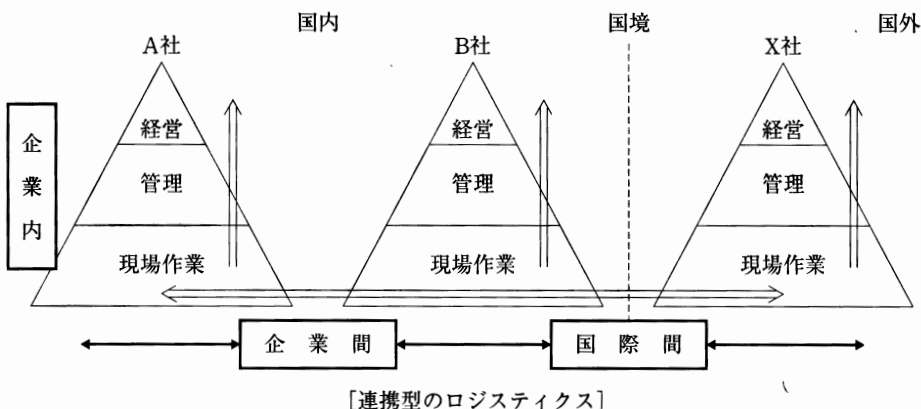 国内 国境 国外
A社 B社 X社
企業内
経営 経営 経営
管理 管理 管理
現場作業 現場作業 現場作業
企業間 国際間
[連携型のロジスティクス]